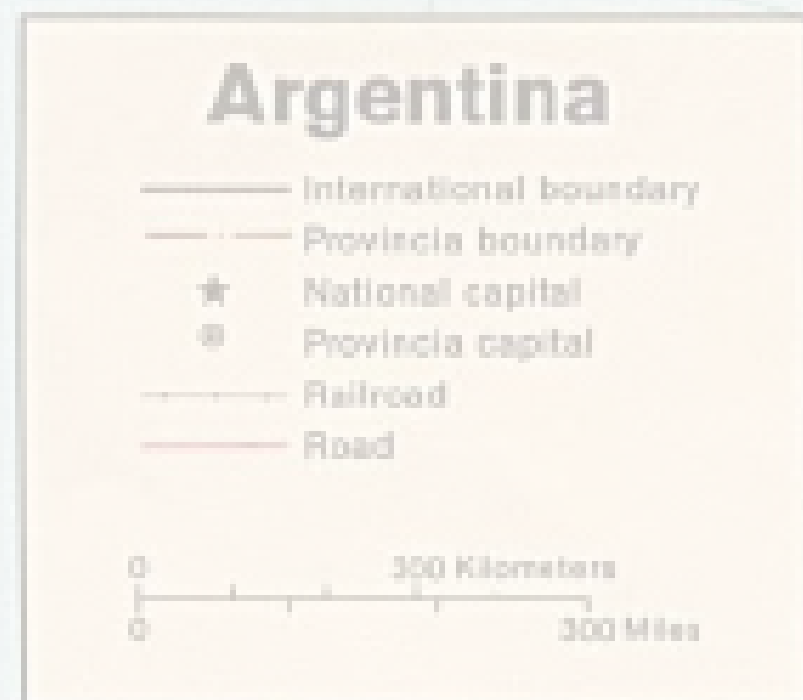 Argentina
International boundary
Provincia boundary
National capital
Provincia capital
Railroad
Road
0 300 Kilometers
0 300 Miles